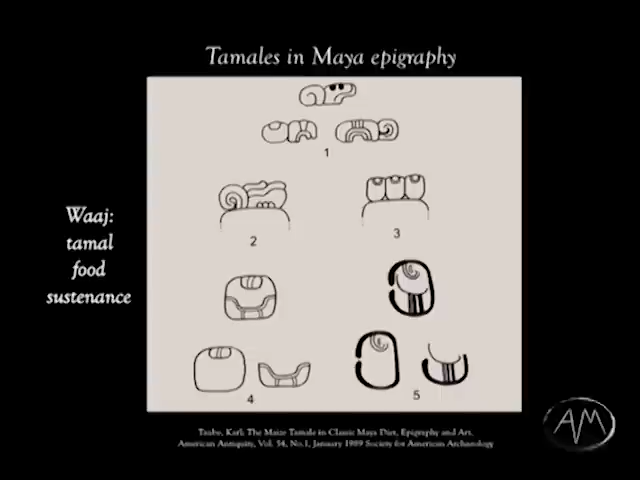 Tamales in Maya epigraphy
1
Waaj:
tamal
food
sustenance
2
3
4
5
Taube, Karl; The Maize Tamale in Classic Maya Diet, Epigraphy and Art.
American Antiquity, Vol. 54, No.1, January 1989 Society for American Archaeology
AM